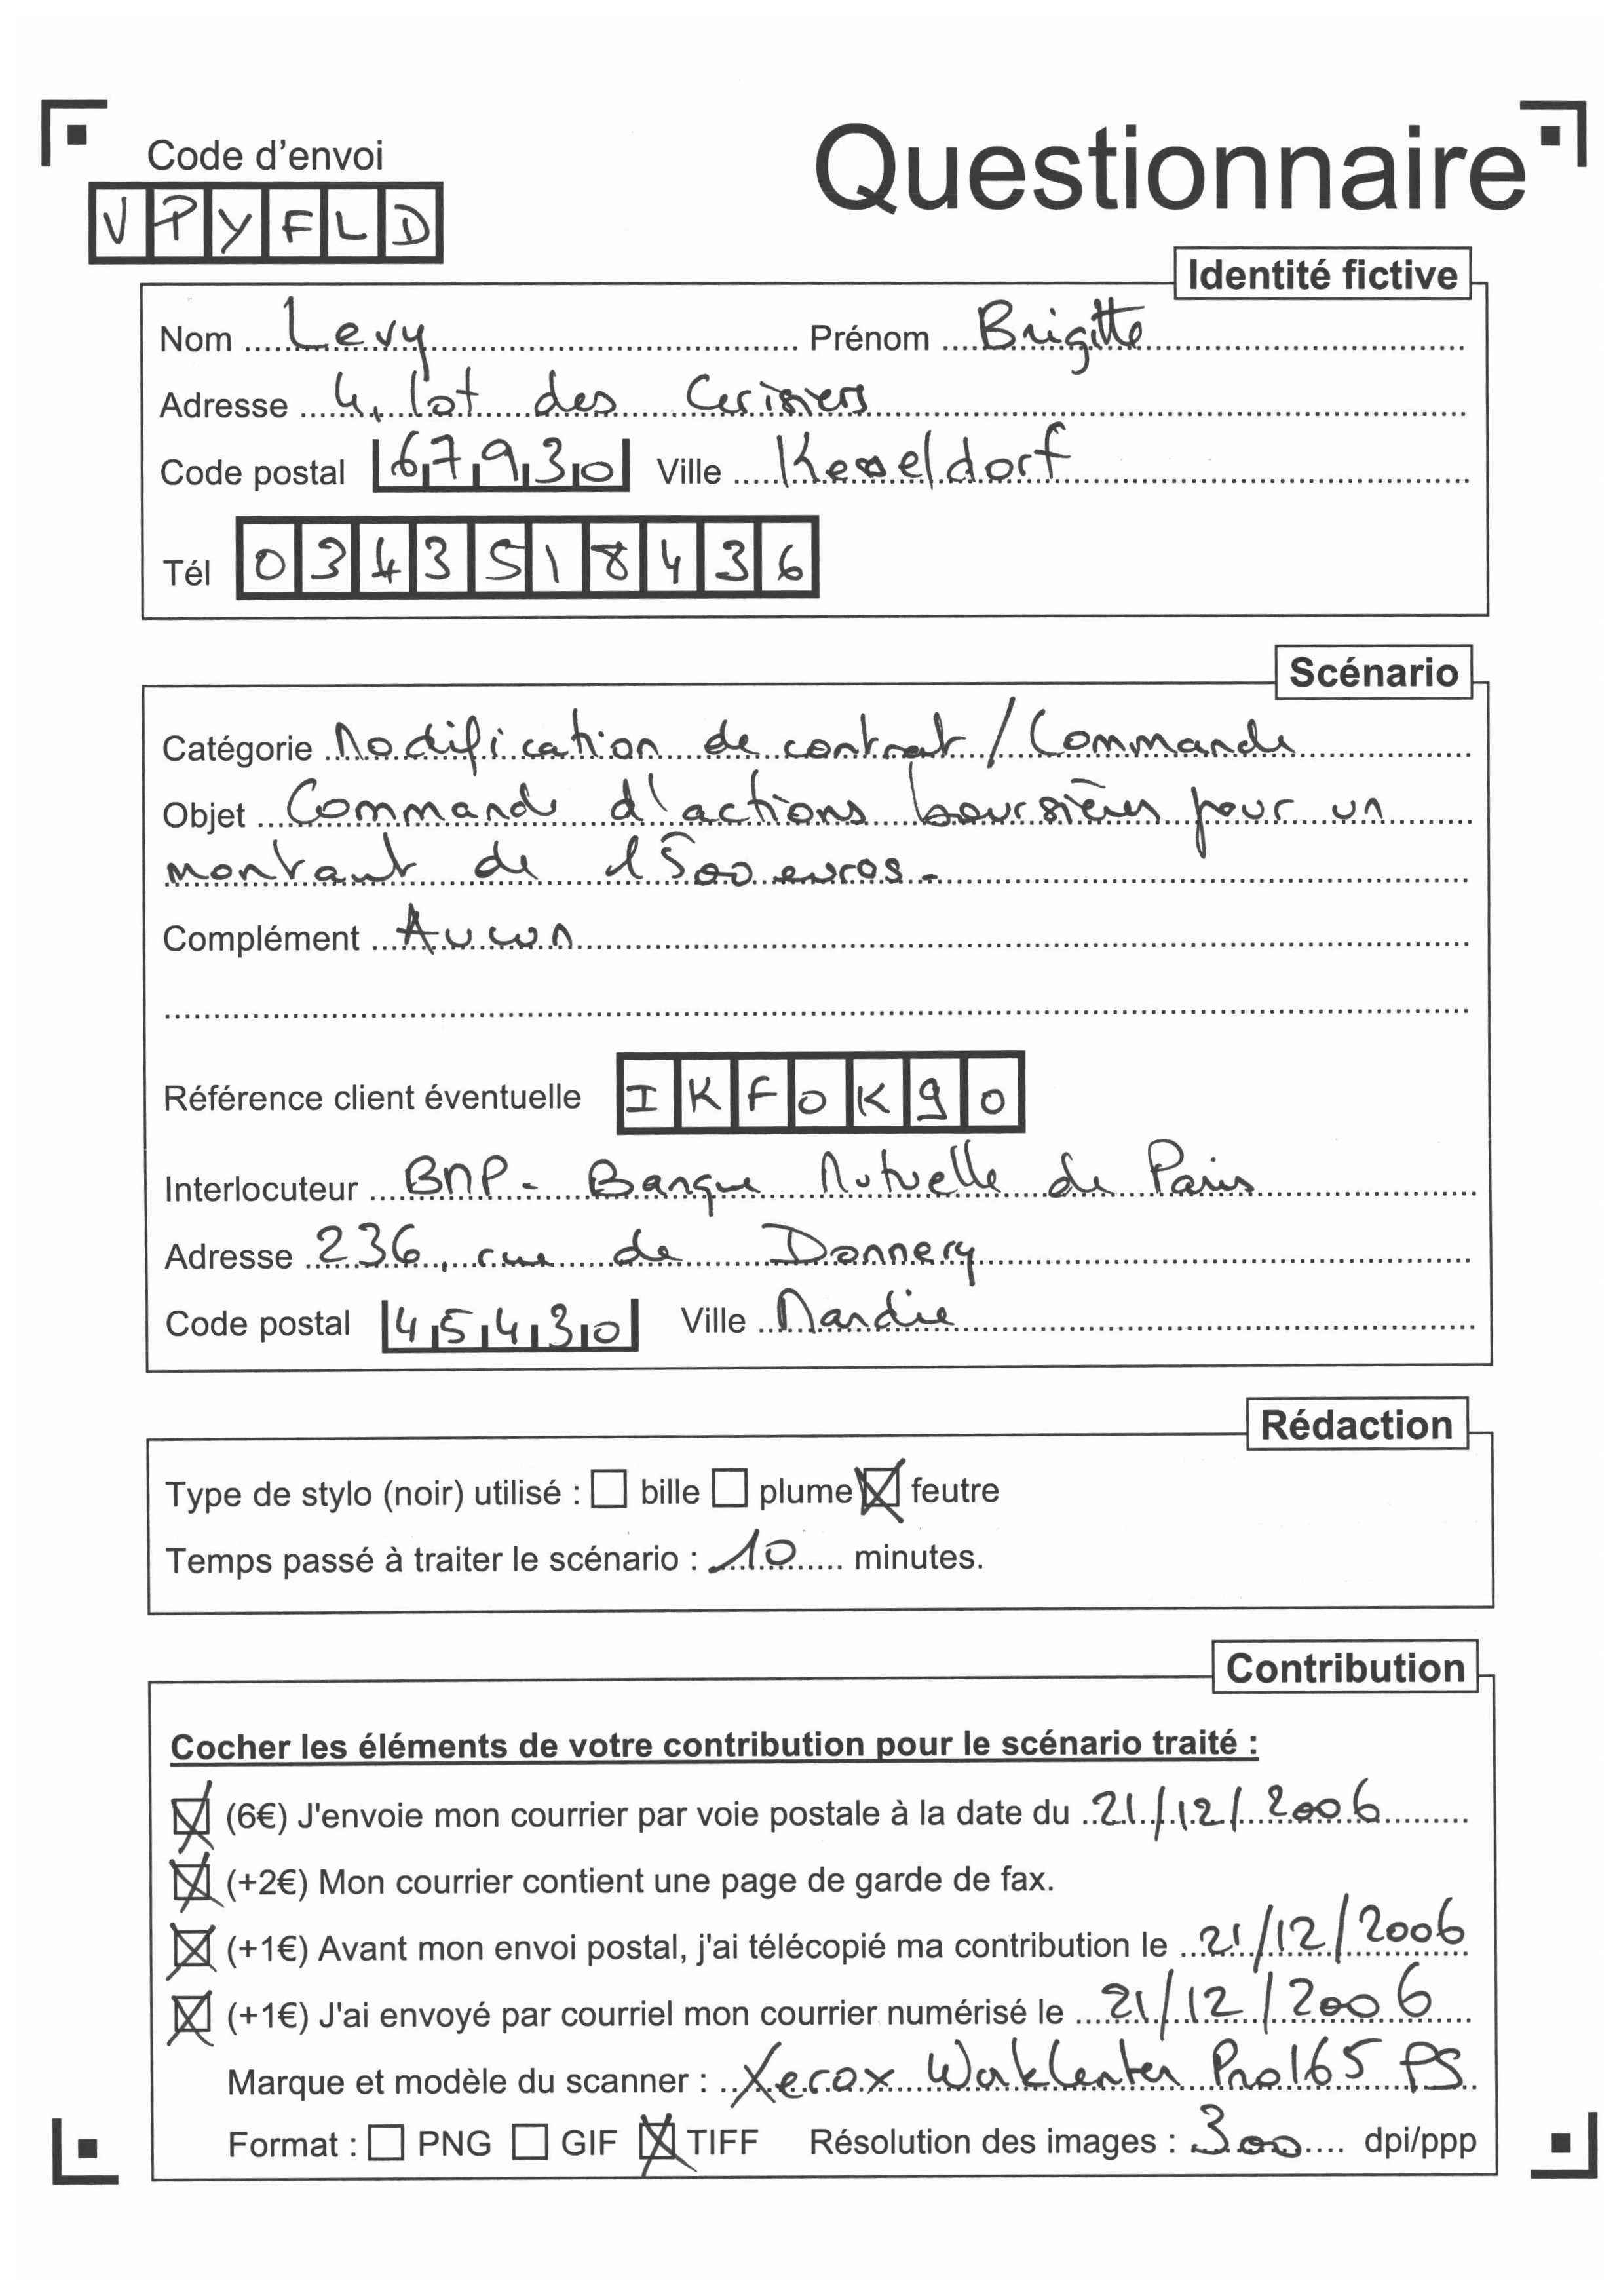 Code d'envoi
Questionnaire
VPYFLD
Identité fictive
Nom Levy Prénom Brigitte
Adresse 4, lot des Cerisiers
Code postal 67930 Ville Kesseldorf
Tél 0343518436
Scénario
Catégorie Modification de contrat / Commande
Objet Commande d'actions boursières pour un
montant de 1500 euros.
Complément Aucun
Référence client éventuelle IKFOK90
Interlocuteur BNP - Banque Mutuelle de Paris
Adresse 236, rue de Donnery
Code postal 45430 Ville Mardie
Rédaction
Type de stylo (noir) utilisé : bille plume feutre
Temps passé à traiter le scénario : 10 minutes.
Contribution
Cocher les éléments de votre contribution pour le scénario traité :
(6€) J'envoie mon courrier par voie postale à la date du 21/12/2006
(+2€) Mon courrier contient une page de garde de fax.
(+1€) Avant mon envoi postal, j'ai télécopié ma contribution le 21/12/2006
(+1€) J'ai envoyé par courriel mon courrier numérisé le 21/12/2006
Marque et modèle du scanner : Xerox WorkCenter Pro165 PS
Format : PNG GIF TIFF Résolution des images : 300 dpi/ppp